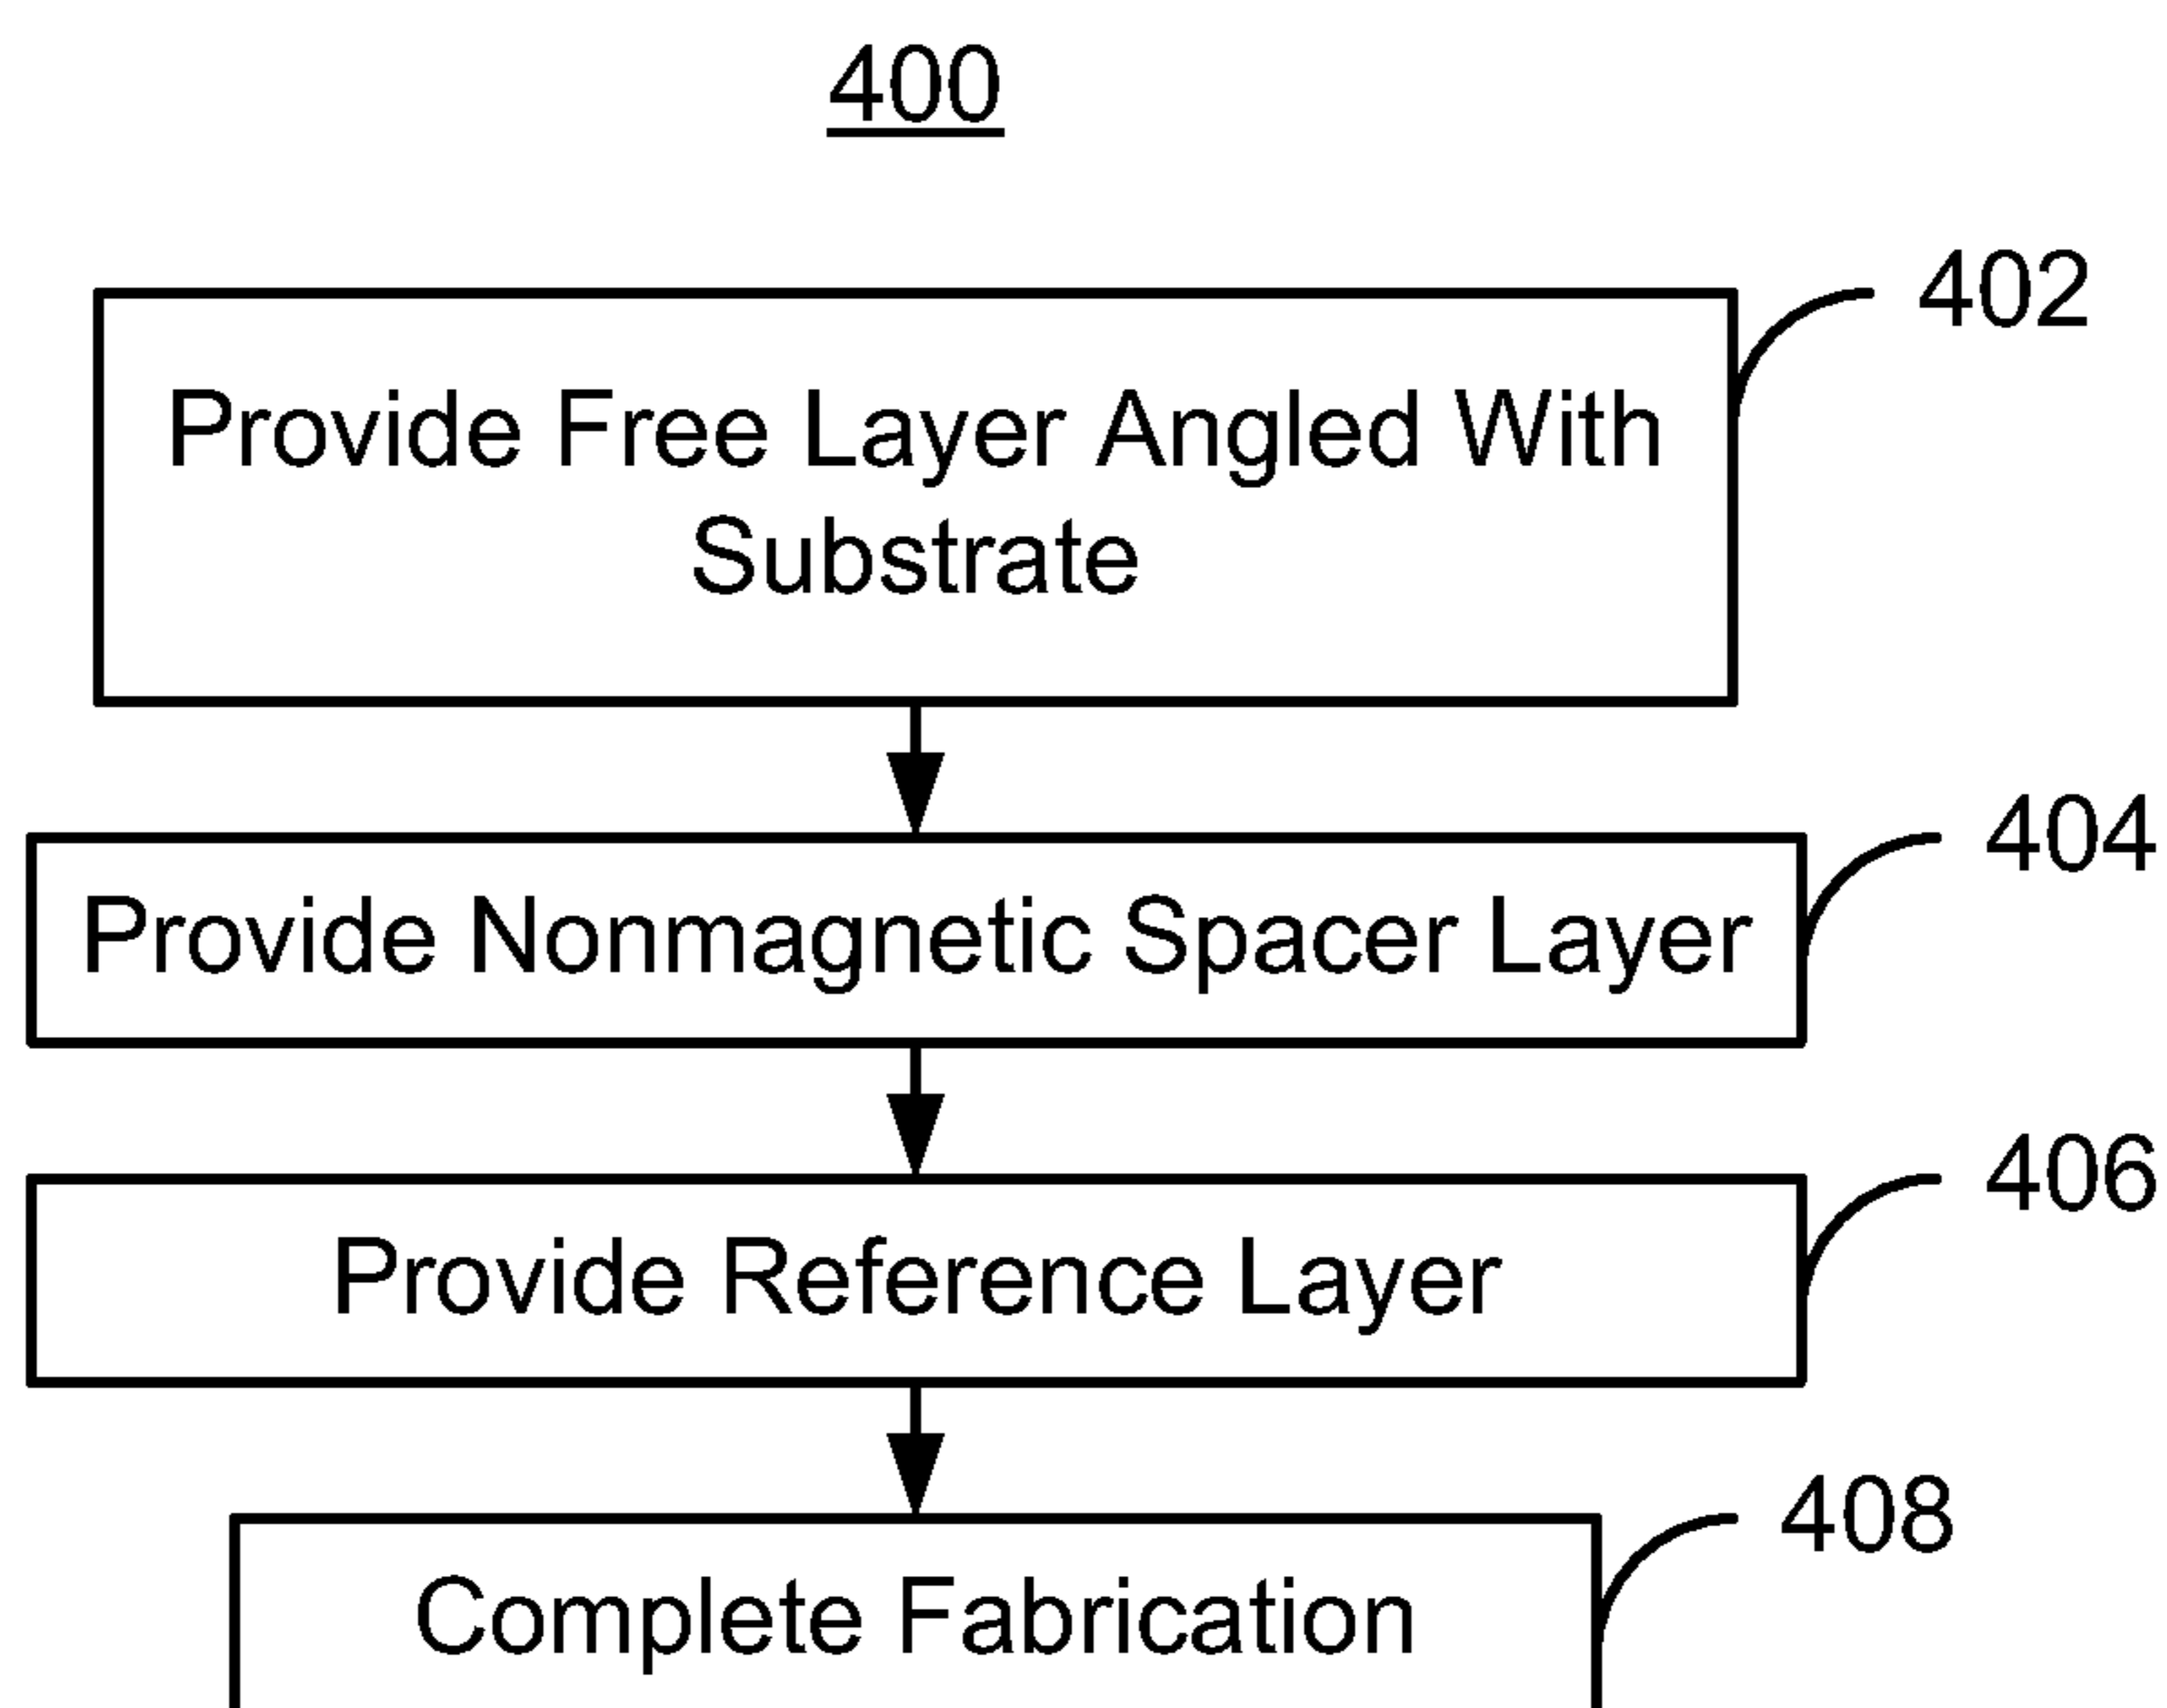 400
402
Provide Free Layer Angled With
Substrate
404
Provide Nonmagnetic Spacer Layer
406
Provide Reference Layer
408
Complete Fabrication